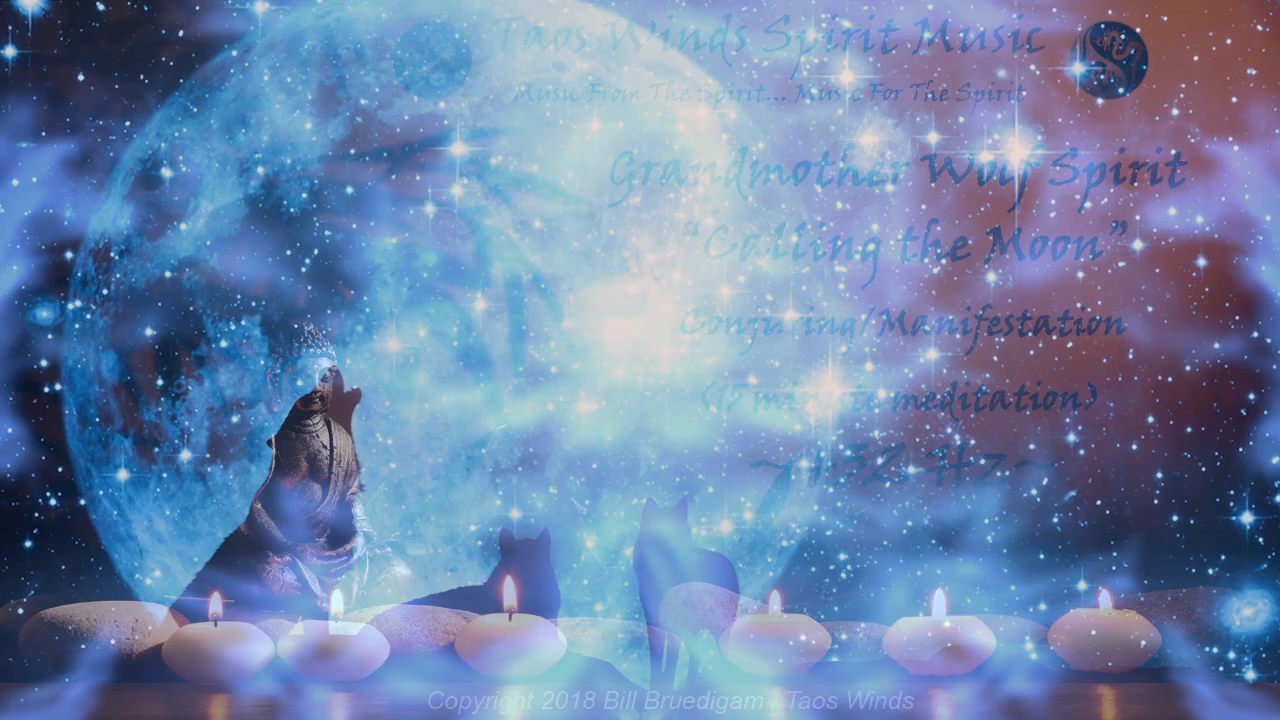 Taos Winds Spirit Music
Music From The Spirit... Music For The Spirit
Grandmother Wolf Spirit
"Calling the Moon"
Conguring/Manifestation
meditation)
~432 Hz~
Copyright 2018 Bill Bruedigam / Taos Winds